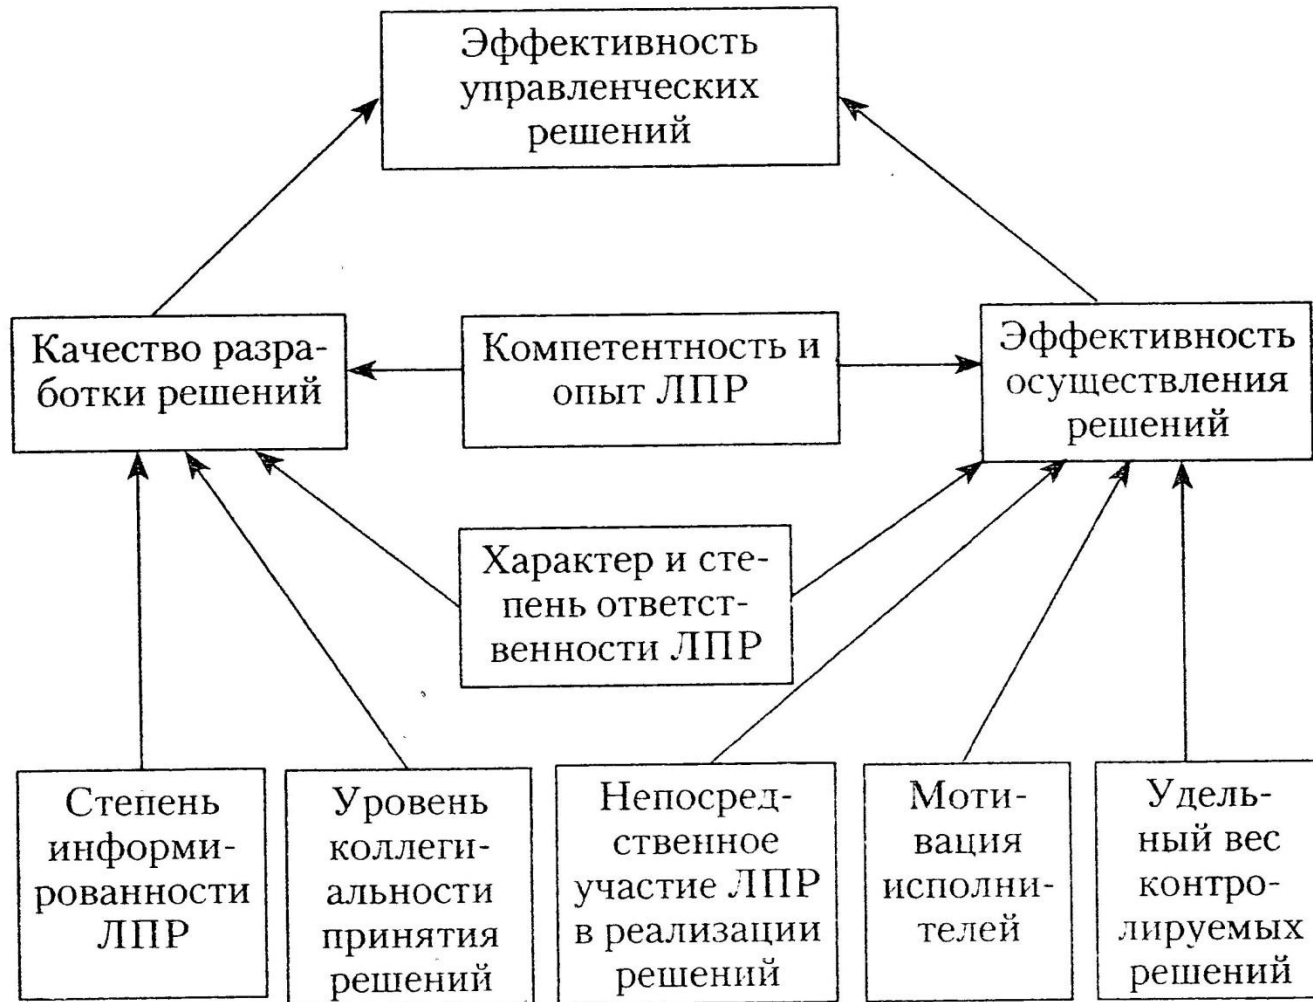 Эффективность
управленческих
решений
Качество разра-
ботки решений
Компетентность и
опыт ЛПР
Эффективность
осуществления
решений
Характер и сте-
пень ответст-
венности ЛПР
Степень
информи-
рованности
ЛПР
Уровень
коллеги-
альности
принятия
решений
Непосред-
ственное
участие ЛПР
в реализации
решений
Моти-
вация
исполни-
телей
Удель-
ный вес
контро-
лируемых
решений